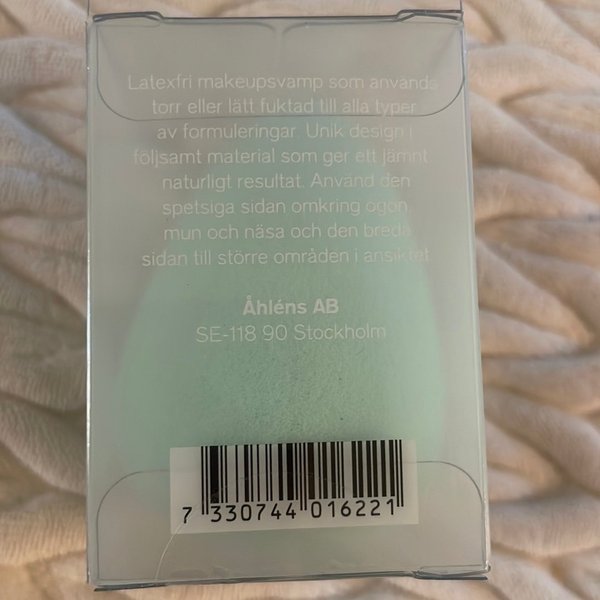 Latexfri makeupsvamp som används
torr eller lätt fuktad till alla typer
av formuleringar. Unik design i
följsamt material som ger ett jämnt
naturligt resultat. Använd den
spetsiga sidan omkring ögon,
mun och näsa och den breda
sidan till större områden i ansiktet
Åhléns AB
SE-118 90 Stockholm
7 330744 016221